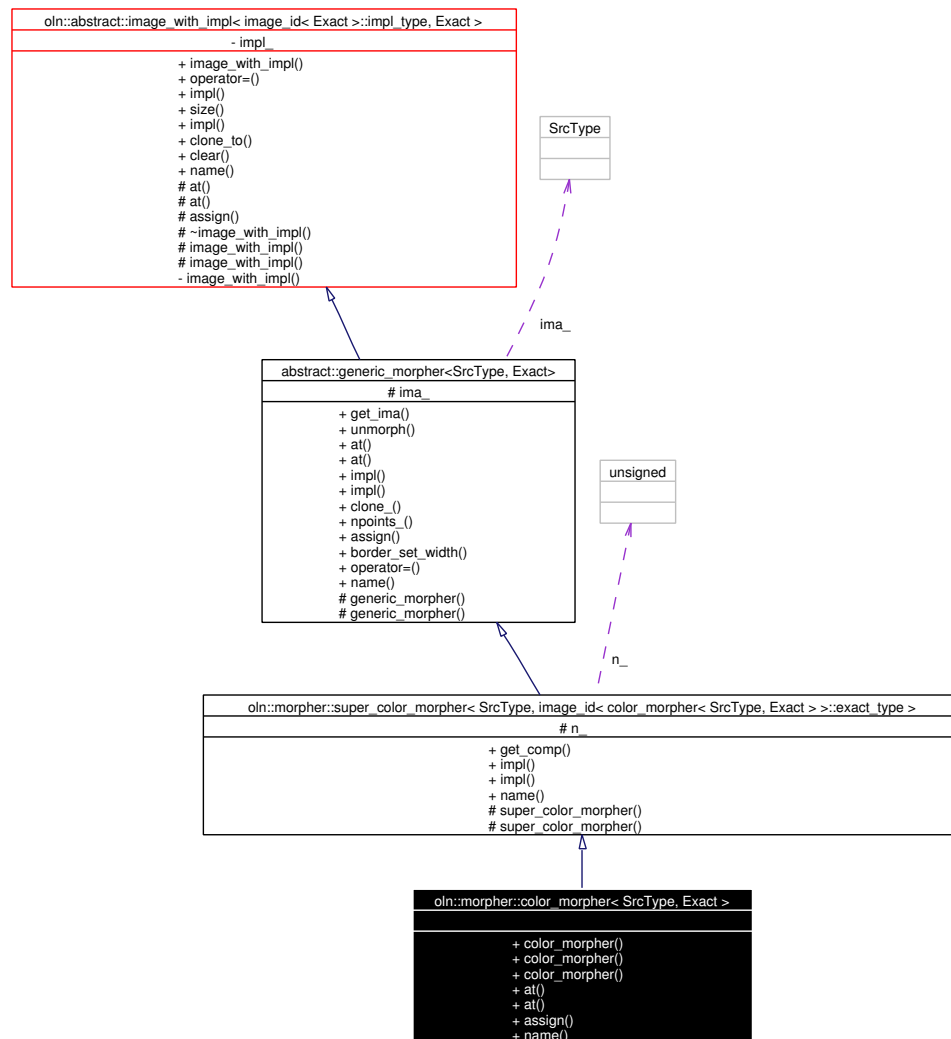 oln::abstract::image_with_impl< image_id< Exact >::impl_type, Exact >
- impl_
+ image_with_impl()
+ operator=()
+ impl()
+ size()
+ impl()
+ clone_to()
+ clear()
+ name()
# at()
# at()
# assign()
# ~image_with_impl()
# image_with_impl()
# image_with_impl()
- image_with_impl()
SrcType
ima_
abstract::generic_morpher<SrcType, Exact>
# ima_
+ get_ima()
+ unmorph()
+ at()
+ at()
+ impl()
+ impl()
+ clone_()
+ npoints_()
+ assign()
+ border_set_width()
+ operator=()
+ name()
# generic_morpher()
# generic_morpher()
unsigned
n_
oln::morpher::super_color_morpher< SrcType, image_id< color_morpher< SrcType, Exact > >::exact_type >
# n_
+ get_comp()
+ impl()
+ impl()
+ name()
# super_color_morpher()
# super_color_morpher()
oln::morpher::color_morpher< SrcType, Exact >
+ color_morpher()
+ color_morpher()
+ color_morpher()
+ at()
+ at()
+ assign()
+ name()